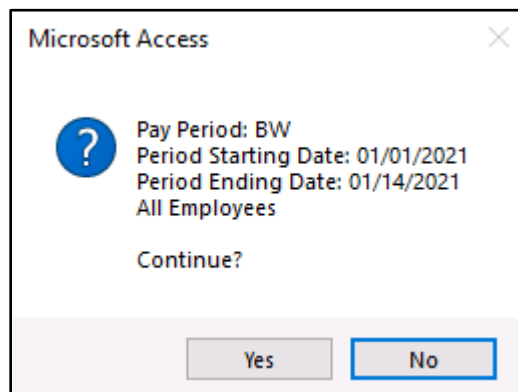 Microsoft Access
?
Pay Period: BW
Period Starting Date: 01/01/2021
Period Ending Date: 01/14/2021
All Employees
Continue?
Yes No